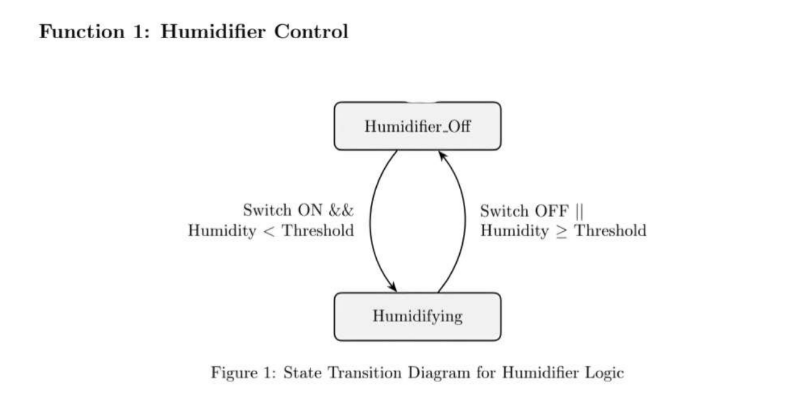 Function 1: Humidifier Control
Humidifier_Off
Switch ON &&
Humidity < Threshold
Switch OFF ||
Humidity ≥ Threshold
Humidifying
Figure 1: State Transition Diagram for Humidifier Logic